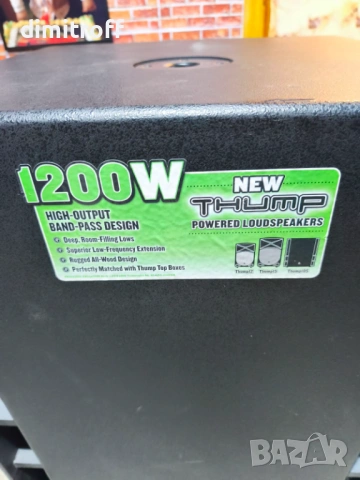 dimitroff
1200W
HIGH-OUTPUT
BAND-PASS DESIGN
Deep, Room-Filling Lows
Superior Low-Frequency Extension
Rugged All-Wood Design
Perfectly Matched with Thump Top Boxes
NEW
THUMP
POWERED LOUDSPEAKERS
BAZAR